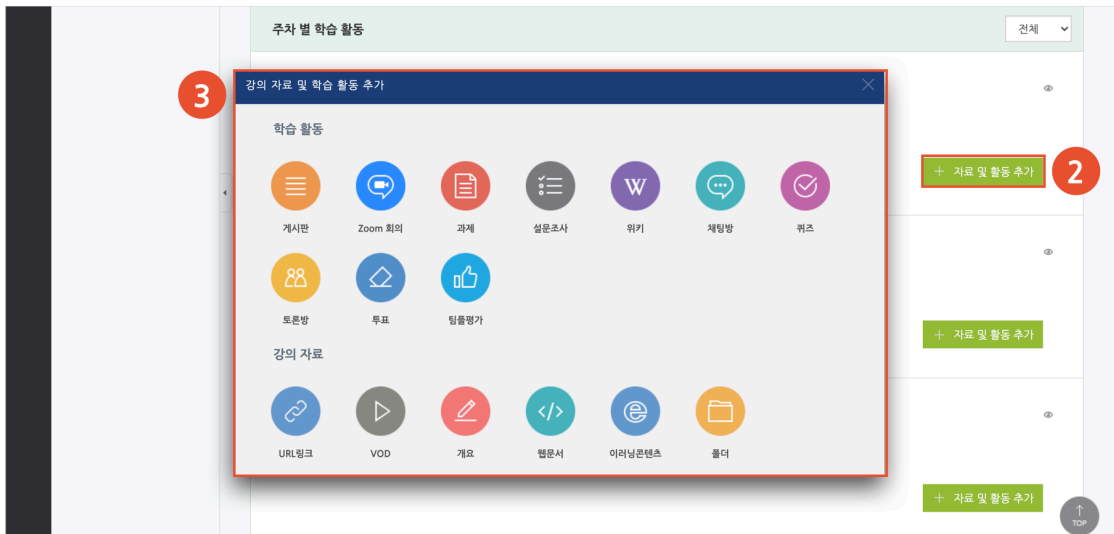 주차 별 학습 활동
전체
3
강의 자료 및 학습 활동 추가
학습 활동
+ 자료 및 활동 추가
2
게시판
Zoom 회의
과제
설문조사
위키
채팅방
퀴즈
토론방
투표
팀플평가
+ 자료 및 활동 추가
강의 자료
URL링크
VOD
개요
웹문서
이러닝콘텐츠
폴더
+ 자료 및 활동 추가
TOP